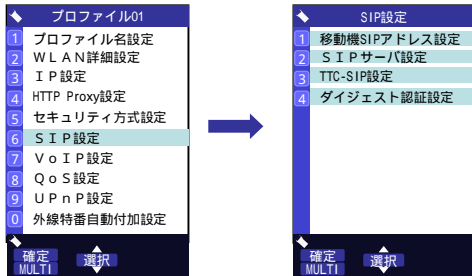 プロファイル01
1 プロファイル名設定
2 ＷＬＡＮ詳細設定
3 ＩＰ設定
4 HTTP Proxy設定
5 セキュリティ方式設定
6 ＳＩＰ設定
7 ＶｏＩＰ設定
8 ＱｏＳ設定
9 ＵＰｎＰ設定
0 外線特番自動付加設定
確定 選択
MULTI
SIP設定
1 移動機SIPアドレス設定
2 ＳＩＰサーバ設定
3 TTC-SIP設定
4 ダイジェスト認証設定
確定 選択
MULTI